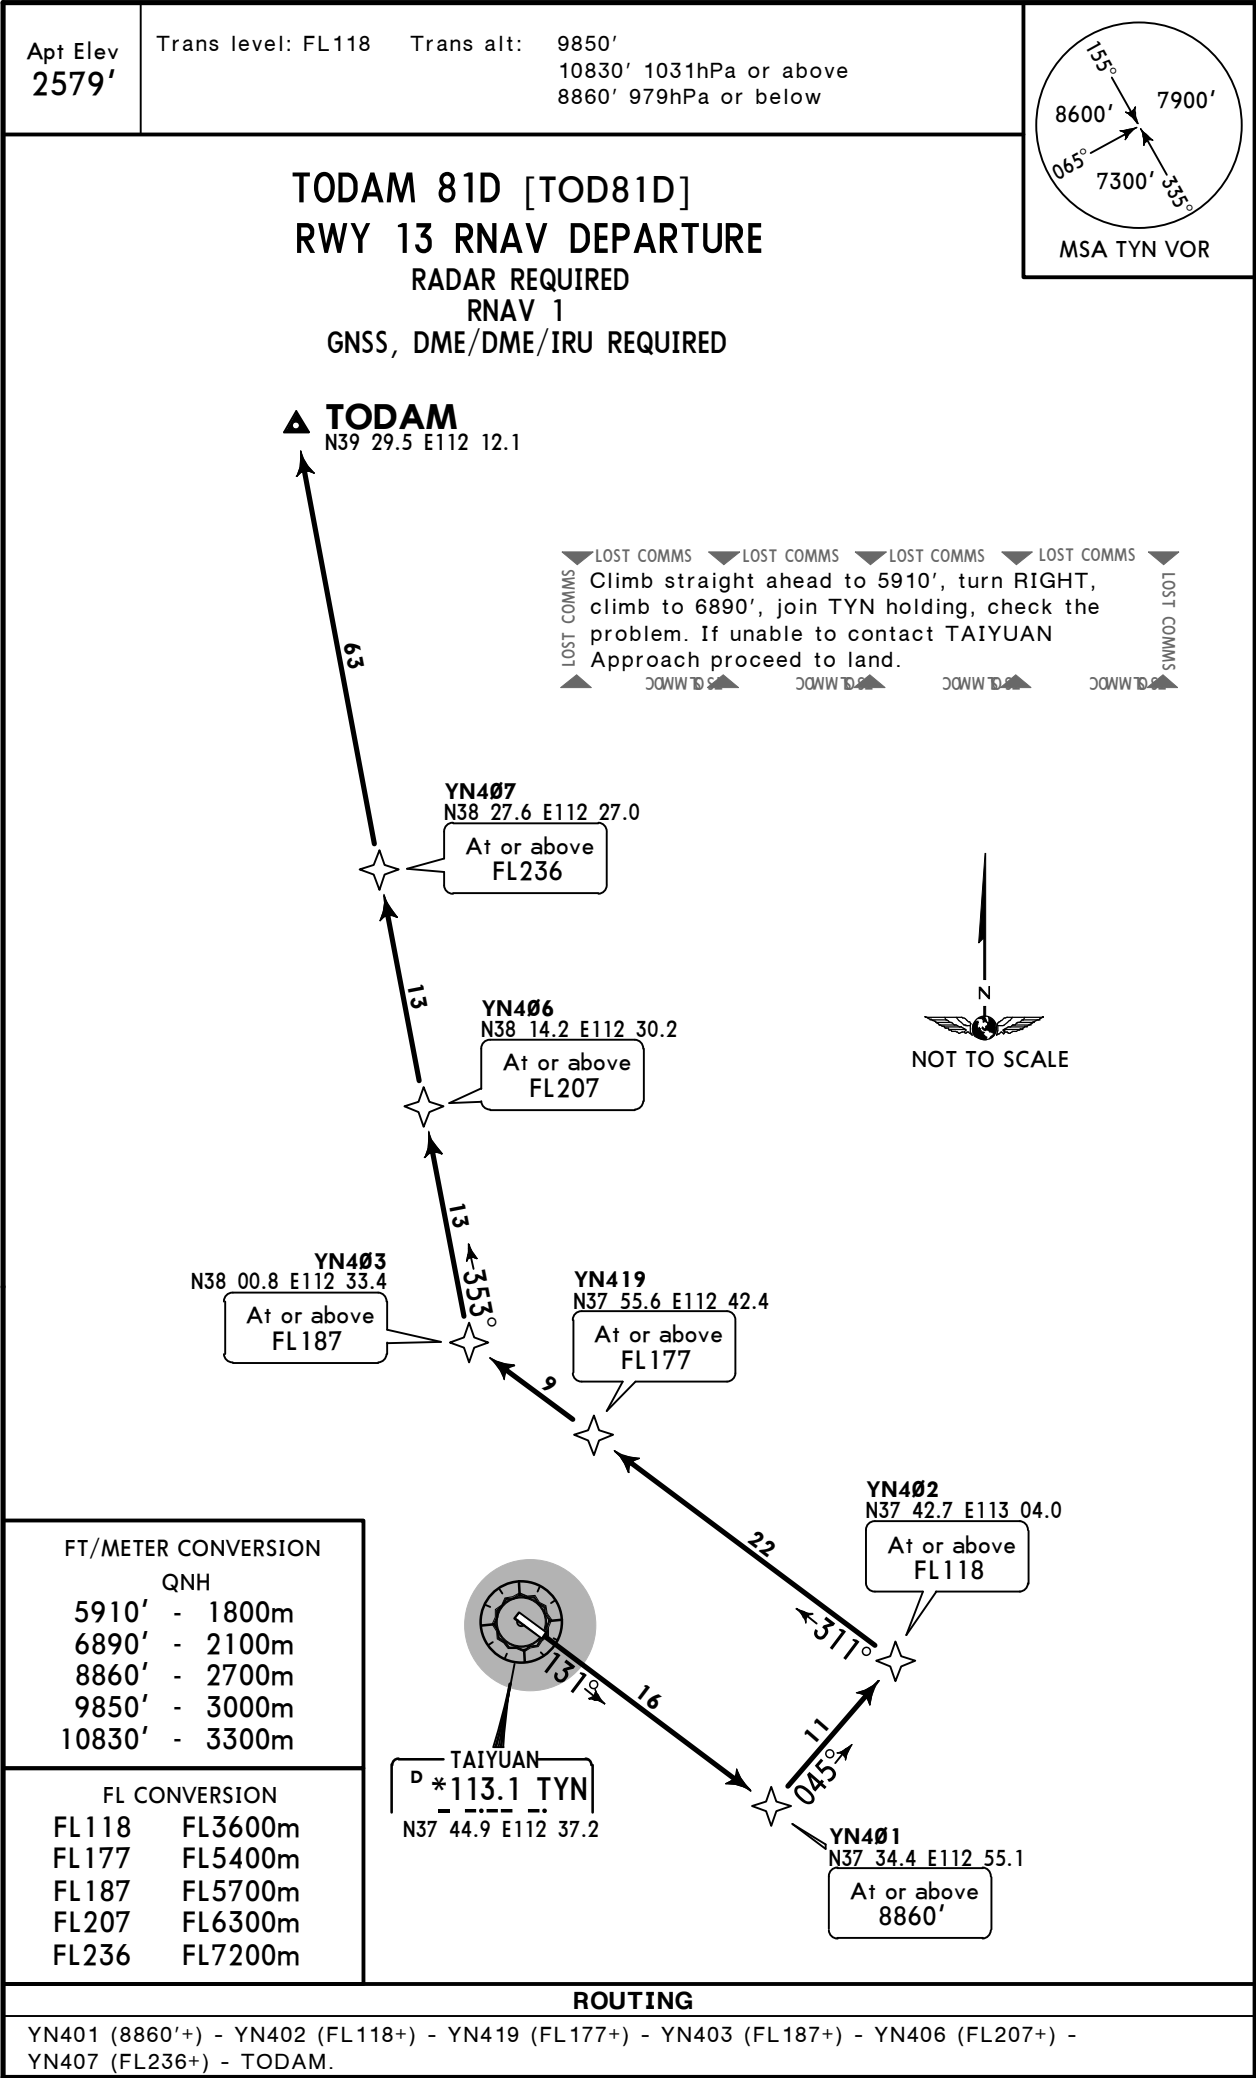 Apt Elev
2579'
Trans level: FL118 Trans alt: 9850'
10830' 1031hPa or above
8860' 979hPa or below
155°
8600'
7900'
065°
7300'
335°
MSA TYN VOR
TODAM 81D [TOD81D]
RWY 13 RNAV DEPARTURE
RADAR REQUIRED
RNAV 1
GNSS, DME/DME/IRU REQUIRED
TODAM
N39 29.5 E112 12.1
63
LOST COMMS LOST COMMS LOST COMMS LOST COMMS
LOST COMMS
Climb straight ahead to 5910', turn RIGHT,
climb to 6890', join TYN holding, check the
problem. If unable to contact TAIYUAN
Approach proceed to land.
LOST COMMS
YN4Ø7
N38 27.6 E112 27.0
At or above
FL236
13
YN4Ø6
N38 14.2 E112 30.2
At or above
FL207
N
NOT TO SCALE
13
353°
YN4Ø3
N38 00.8 E112 33.4
At or above
FL187
YN419
N37 55.6 E112 42.4
At or above
FL177
9
22
YN4Ø2
N37 42.7 E113 04.0
At or above
FL118
311°
131°
16
11
045°
TAIYUAN
D *113.1 TYN
N37 44.9 E112 37.2
YN4Ø1
N37 34.4 E112 55.1
At or above
8860'
FT/METER CONVERSION
QNH
5910' - 1800m
6890' - 2100m
8860' - 2700m
9850' - 3000m
10830' - 3300m
FL CONVERSION
FL118 FL3600m
FL177 FL5400m
FL187 FL5700m
FL207 FL6300m
FL236 FL7200m
ROUTING
YN401 (8860'+) - YN402 (FL118+) - YN419 (FL177+) - YN403 (FL187+) - YN406 (FL207+) -
YN407 (FL236+) - TODAM.